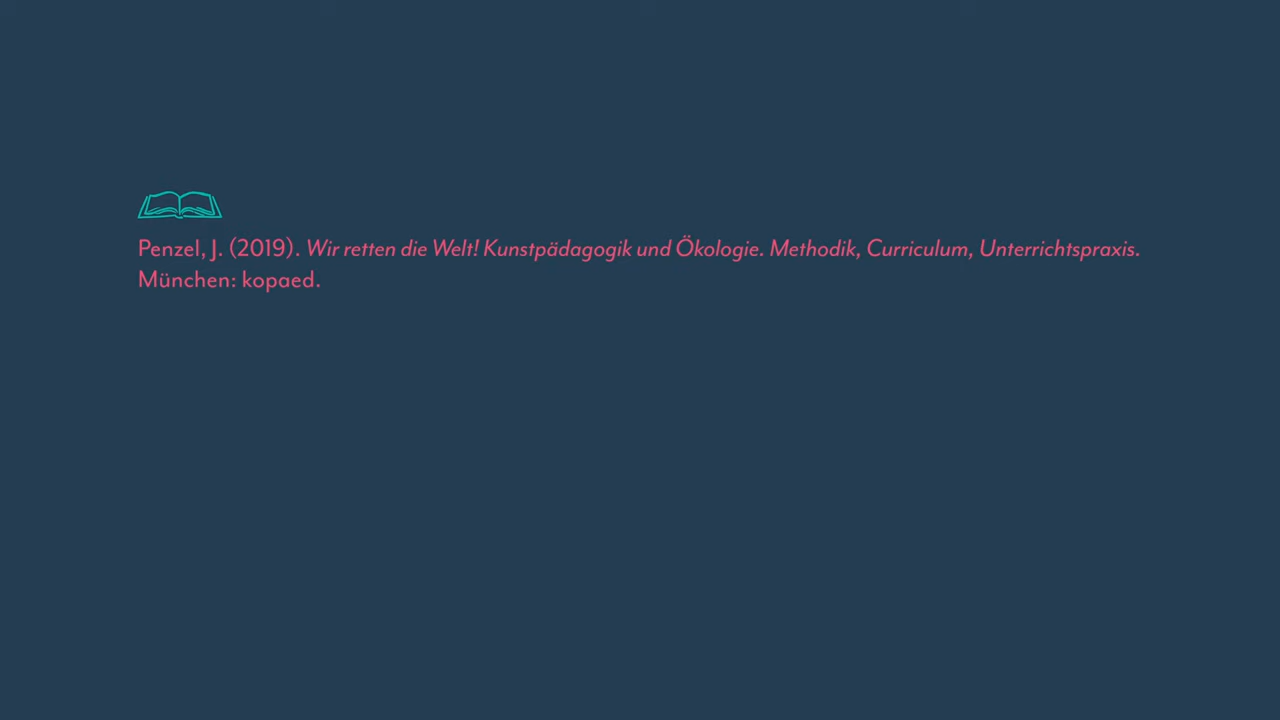 Penzel, J. (2019). Wir retten die Welt! Kunstpädagogik und Ökologie. Methodik, Curriculum, Unterrichtspraxis.
München: kopaed.